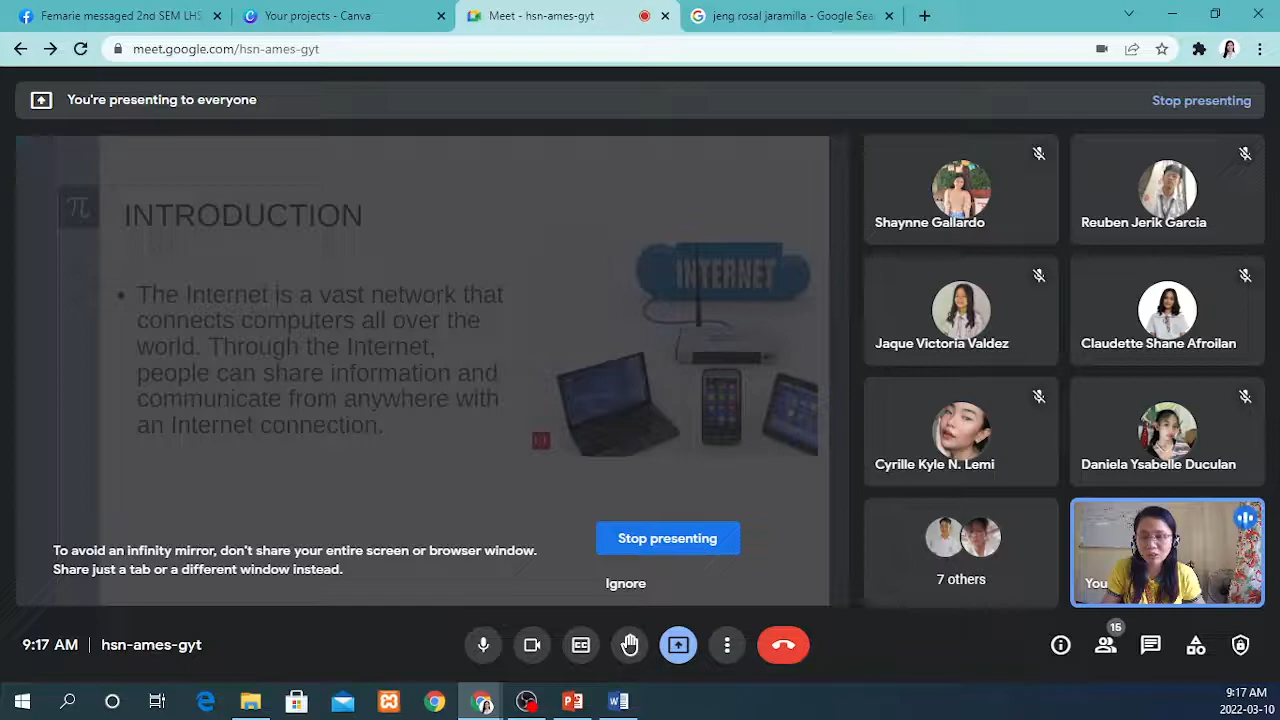 Femarie messaged 2nd SEM LHS
Your projects - Canva
Meet - hsn-ames-gyt
jeng rosal jaramilla - Google Sea
meet.google.com/hsn-ames-gyt
You're presenting to everyone
Stop presenting
π
INTRODUCTION
• The Internet is a vast network that
connects computers all over the
world. Through the Internet,
people can share information and
communicate from anywhere with
an Internet connection.
INTERNET
To avoid an infinity mirror, don't share your entire screen or browser window.
Share just a tab or a different window instead.
Stop presenting
Ignore
Shaynne Gallardo
Reuben Jerik Garcia
Jaque Victoria Valdez
Claudette Shane Afroilan
Cyrille Kyle N. Lemi
Daniela Ysabelle Duculan
7 others
You
9:17 AM | hsn-ames-gyt
15
9:17 AM
2022-03-10